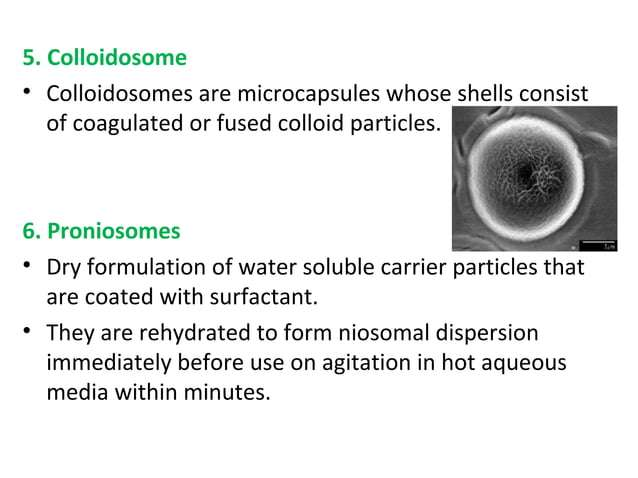 5. Colloidosome
• Colloidosomes are microcapsules whose shells consist
of coagulated or fused colloid particles.
6. Proniosomes
• Dry formulation of water soluble carrier particles that
are coated with surfactant.
• They are rehydrated to form niosomal dispersion
immediately before use on agitation in hot aqueous
media within minutes.